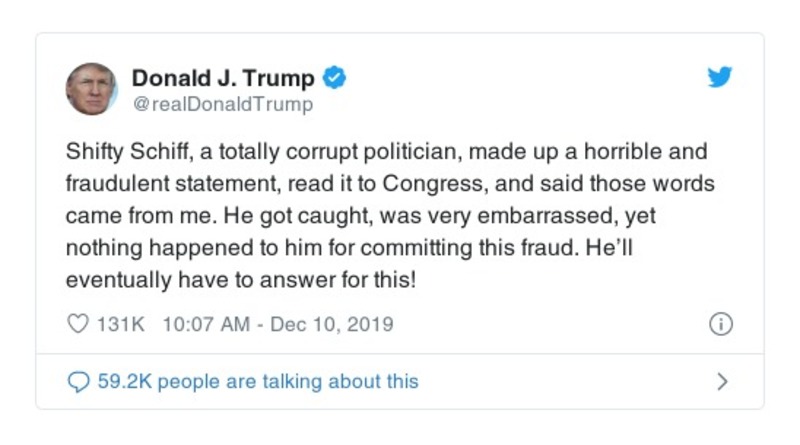 Donald J. Trump
@realDonaldTrump
Shifty Schiff, a totally corrupt politician, made up a horrible and
fraudulent statement, read it to Congress, and said those words
came from me. He got caught, was very embarrassed, yet
nothing happened to him for committing this fraud. He’ll
eventually have to answer for this!
131K 10:07 AM - Dec 10, 2019
59.2K people are talking about this